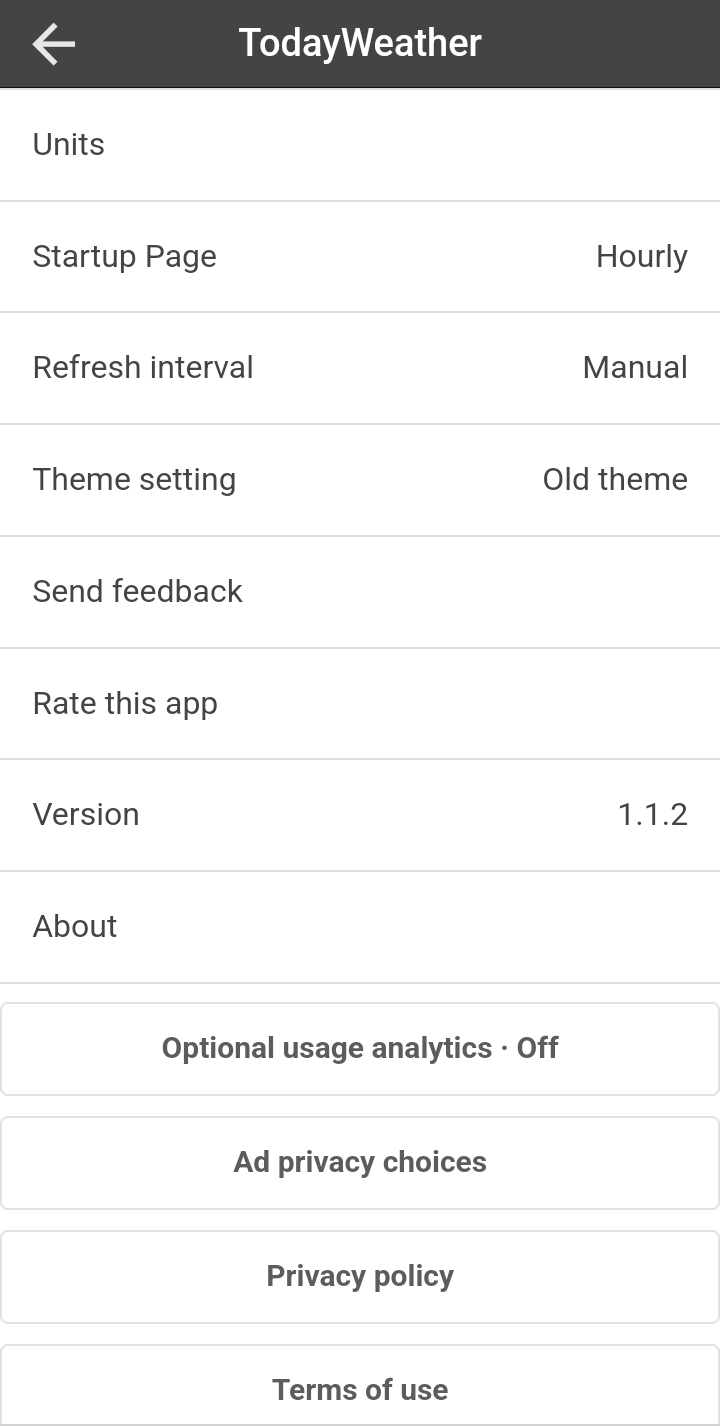 TodayWeather
Units
Startup Page Hourly
Refresh interval Manual
Theme setting Old theme
Send feedback
Rate this app
Version 1.1.2
About
Optional usage analytics · Off
Ad privacy choices
Privacy policy
Terms of use